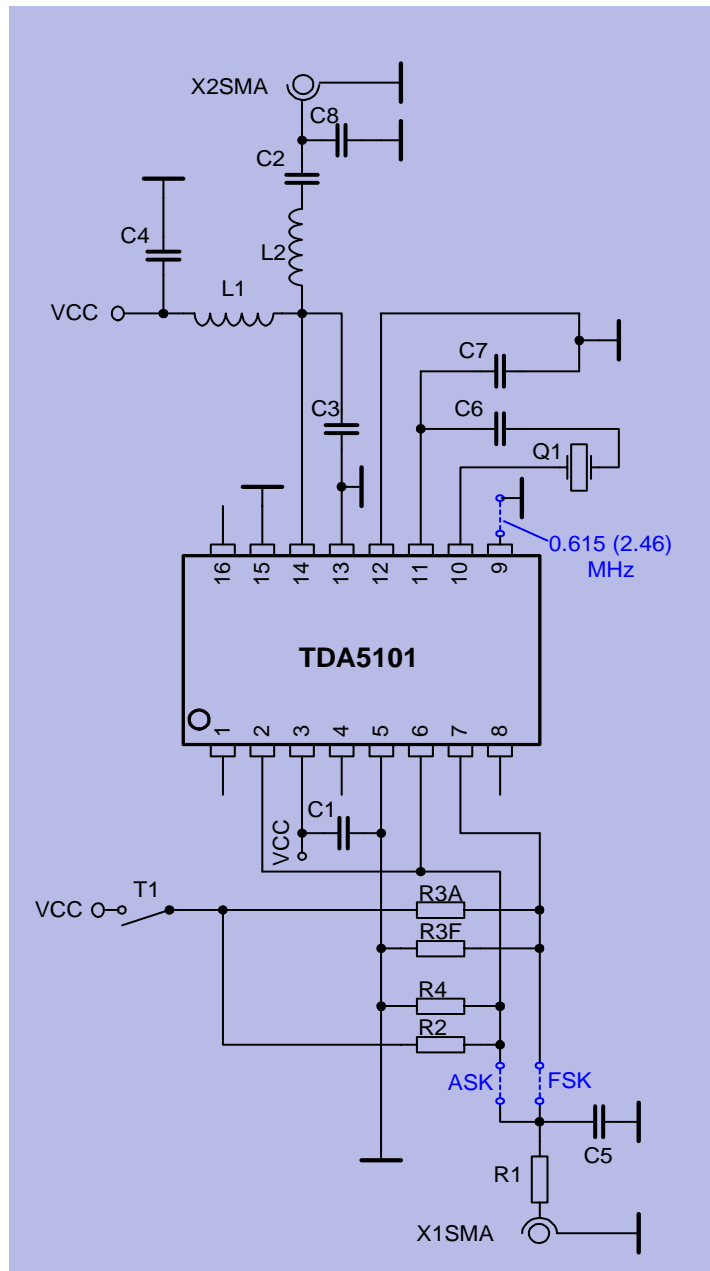 X2SMA
C8
C2
C4
L2
L1
VCC
C7
C3
C6
Q1
0.615 (2.46)
MHz
16 15 14 13 12 11 10 9
TDA5101
1 2 3 4 5 6 7 8
C1
VCC
T1
VCC
R3A
R3F
R4
R2
ASK
FSK
C5
R1
X1SMA